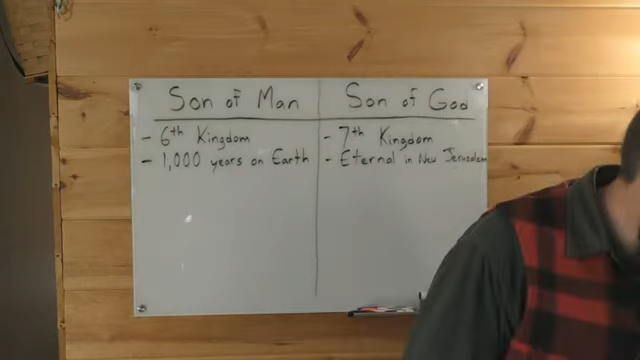 Son of Man
- 6th Kingdom
- 1,000 years on Earth
Son of God
- 7th Kingdom
- Eternal in New Jerusalem